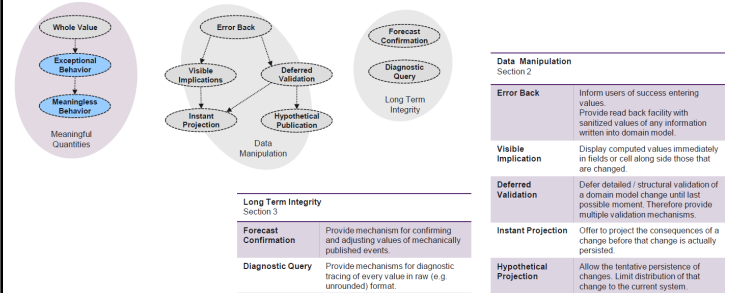 Whole Value
Exceptional
Behavior
Meaningless
Behavior
Meaningful
Quantities
Error Back
Visible
Implications
Deferred
Validation
Instant
Projection
Hypothetical
Publication
Data
Manipulation
Forecast
Confirmation
Diagnostic
Query
Long Term
Integrity
Data Manipulation
Section 2
Error Back
Inform users of success entering
values.
Provide read back facility with
sanitized values of any information
written into domain model.
Visible
Implication
Display computed values immediately
in fields or cell along side those that
are changed.
Deferred
Validation
Defer detailed / structural validation of
a domain model change until last
possible moment. Therefore provide
multiple validation mechanisms.
Instant Projection
Offer to project the consequences of a
change before that change is actually
persisted.
Hypothetical
Projection
Allow the tentative persistence of
changes. Limit distribution of that
change to the current system.
Long Term Integrity
Section 3
Forecast
Confirmation
Provide mechanism for confirming
and adjusting values of mechanically
published events.
Diagnostic Query
Provide mechanisms for diagnostic
tracing of every value in raw (e.g.
unrounded) format.